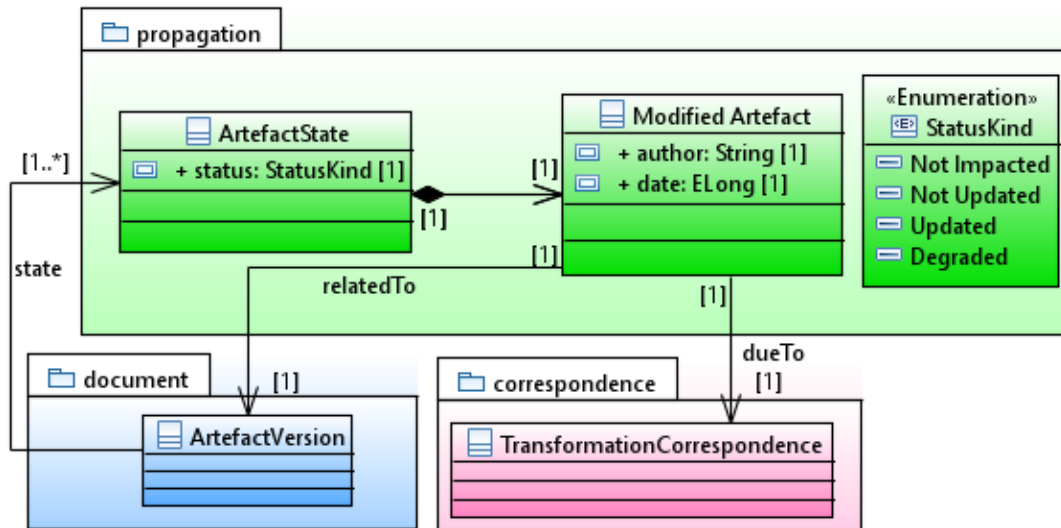 propagation
ArtefactState
+ status: StatusKind [1]
Modified Artefact
+ author: String [1]
+ date: ELong [1]
«Enumeration»
<E> StatusKind
Not Impacted
Not Updated
Updated
Degraded
[1..*]
[1]
[1]
state
[1]
relatedTo
[1]
dueTo
[1]
[1]
document
ArtefactVersion
correspondence
TransformationCorrespondence